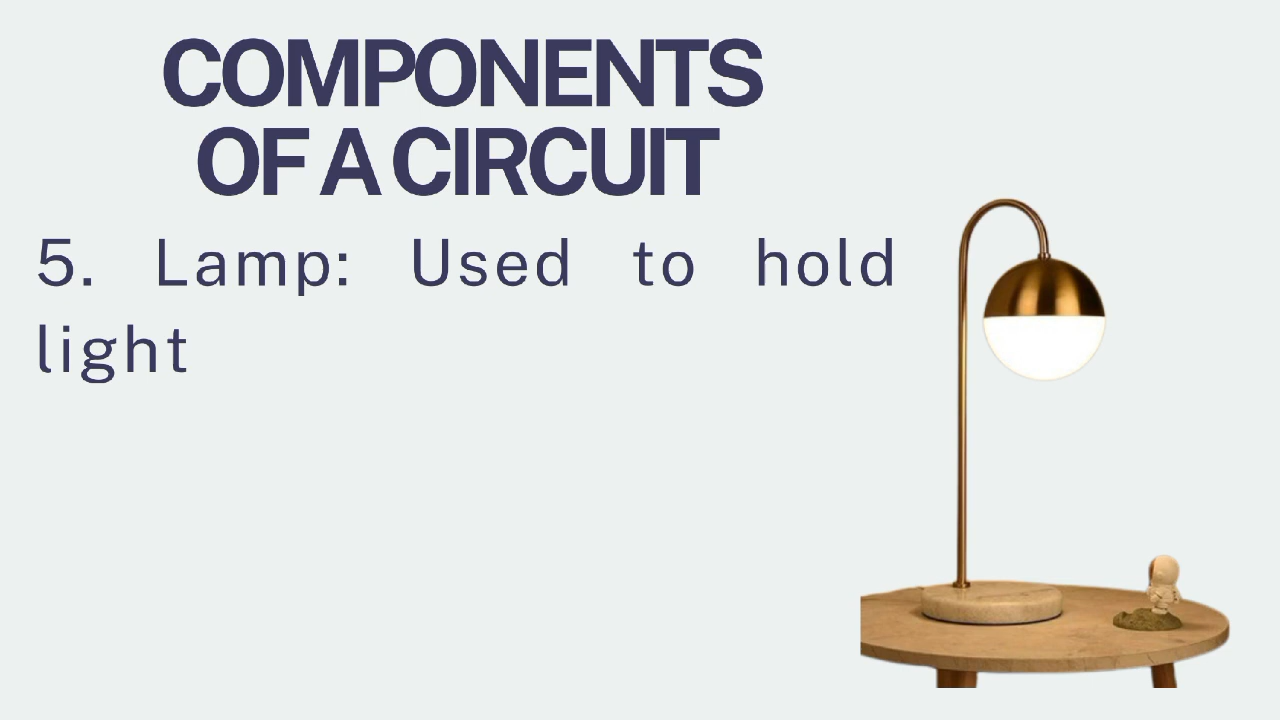 COMPONENTS
OF A CIRCUIT
5. Lamp: Used to hold
light